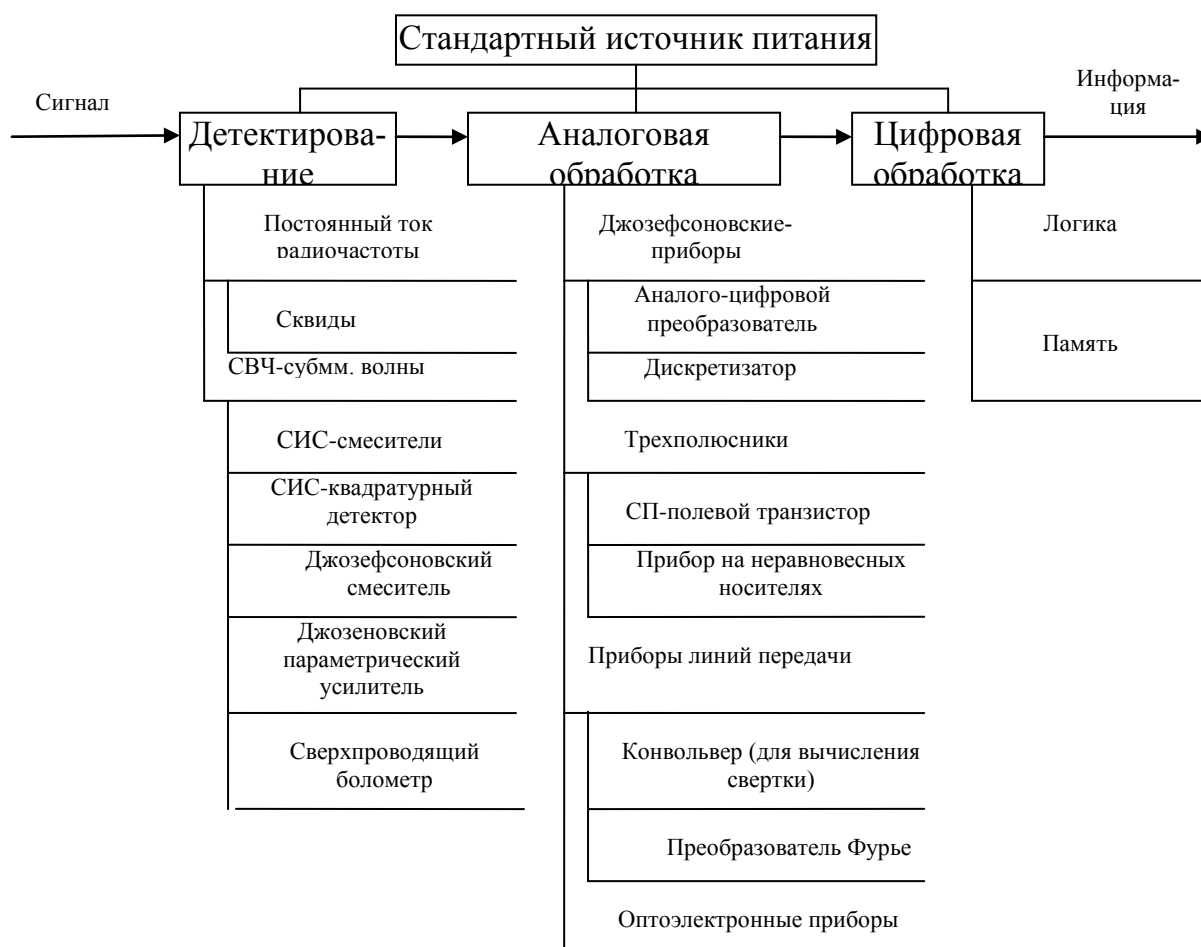 Стандартный источник питания
Сигнал
Информа-
ция
Детектирова-
ние
Аналоговая
обработка
Цифровая
обработка
Постоянный ток
радиочастоты
Сквиды
СВЧ-субмм. волны
СИС-смесители
СИС-квадратурный
детектор
Джозефсоновский
смеситель
Джозеновский
параметрический
усилитель
Сверхпроводящий
болометр
Джозефсоновские-
приборы
Аналого-цифровой
преобразователь
Дискретизатор
Трехполюсники
СП-полевой транзистор
Прибор на неравновесных
носителях
Приборы линий передачи
Конвольвер (для вычисления
свертки)
Преобразователь Фурье
Оптоэлектронные приборы
Логика
Память